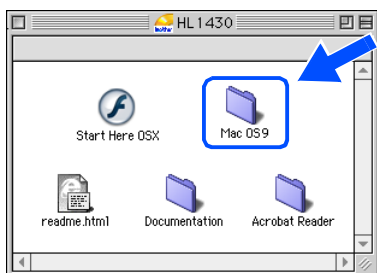 HL1430
Start Here OSX
Mac OS9
readme.html
Documentation
Acrobat Reader